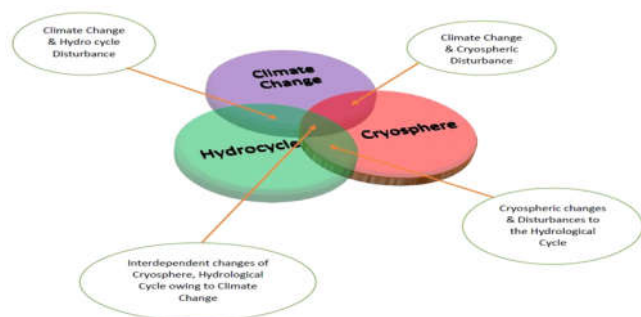 Climate Change
& Hydro cycle
Disturbance
Climate Change
& Cryospheric
Disturbance
Climate
Change
Cryosphere
Hydrocycle
Cryospheric changes
& Disturbances to
the Hydrological
Cycle
Interdependent changes of
Cryosphere, Hydrological
Cycle owing to Climate
Change